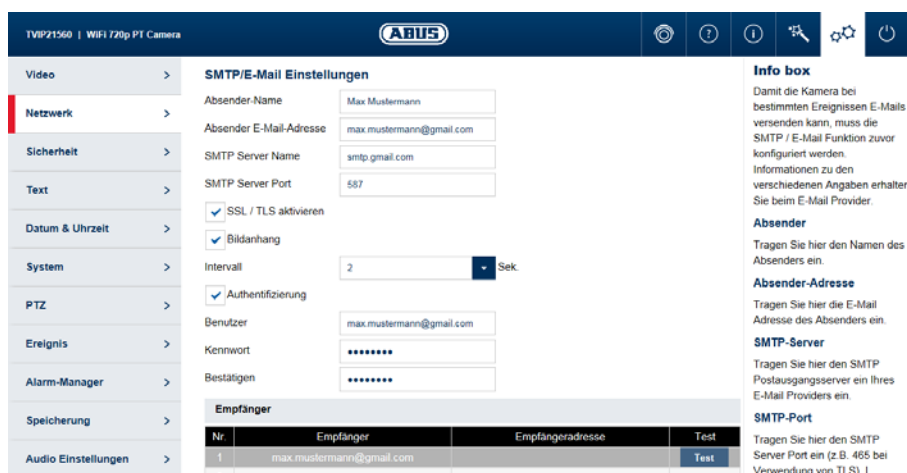 TVIP21560 | WiFi 720p PT Camera
ABUS
Video
Netzwerk
Sicherheit
Text
Datum & Uhrzeit
System
PTZ
Ereignis
Alarm-Manager
Speicherung
Audio Einstellungen
SMTP/E-Mail Einstellungen
Absender-Name Max Mustermann
Absender E-Mail-Adresse max.mustermann@gmail.com
SMTP Server Name smtp.gmail.com
SMTP Server Port 587
SSL / TLS aktivieren
Bildanhang
Intervall 2 Sek.
Authentifizierung
Benutzer max.mustermann@gmail.com
Kennwort ••••••••
Bestätigen ••••••••
Empfänger
Nr. Empfänger Empfängeradresse Test
1 max.mustermann@gmail.com Test
Info box
Damit die Kamera bei
bestimmten Ereignissen E-Mails
versenden kann, muss die
SMTP / E-Mail Funktion zuvor
konfiguriert werden.
Informationen zu den
verschiedenen Angaben erhalten
Sie beim E-Mail Provider.
Absender
Tragen Sie hier den Namen des
Absenders ein.
Absender-Adresse
Tragen Sie hier die E-Mail
Adresse des Absenders ein.
SMTP-Server
Tragen Sie hier den SMTP
Postausgangsserver ein Ihres
E-Mail Providers ein.
SMTP-Port
Tragen Sie hier den SMTP
Server Port ein (z.B. 465 bei
Verwendung von TLS).